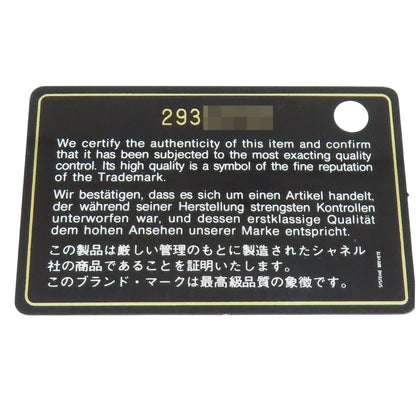 293
We certify the authenticity of this item and confirm
that it has been subjected to the most exacting quality
control. Its high quality is a symbol of the fine reputation
of the Trademark.
Wir bestätigen, dass es sich um einen Artikel handelt,
der während seiner Herstellung strengsten Kontrollen
unterworfen war, und dessen erstklassige Qualität
dem hohen Ansehen unserer Marke entspricht.
この製品は厳しい管理のもとに製造されたシャネル
社の商品であることを証明いたします。
このブランド・マークは最高級品質の象徴です。